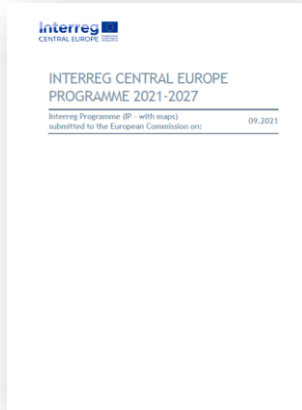 Interreg
CENTRAL EUROPE
INTERREG CENTRAL EUROPE
PROGRAMME 2021-2027
Interreg Programme (IP - with maps)
submitted to the European Commission on:
09.2021